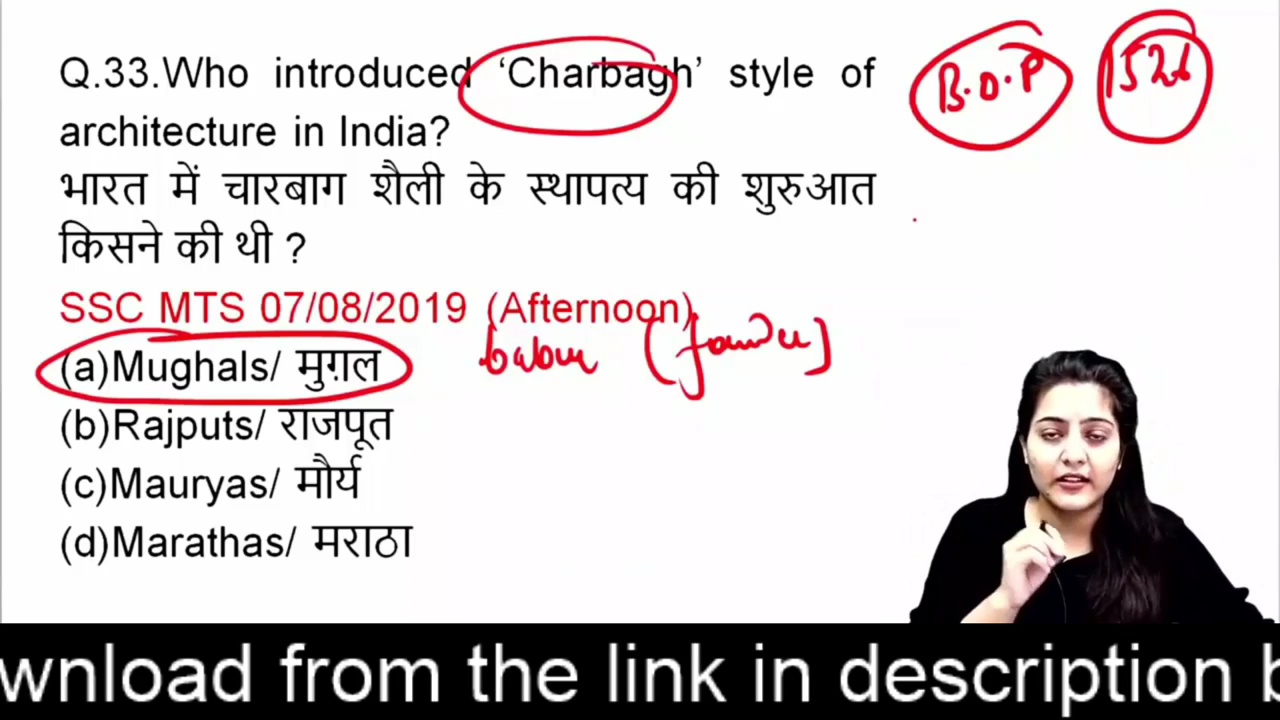 Q.33.Who introduced 'Charbagh' style of
architecture in India?
भारत में चारबाग शैली के स्थापत्य की शुरुआत
किसने की थी ?
SSC MTS 07/08/2019 (Afternoon)
(a)Mughals/ मुग़ल
(b)Rajputs/ राजपूत
(c)Mauryas/ मौर्य
(d)Marathas/ मराठा
B.O.P 1526
babur
wnload from the link in description b